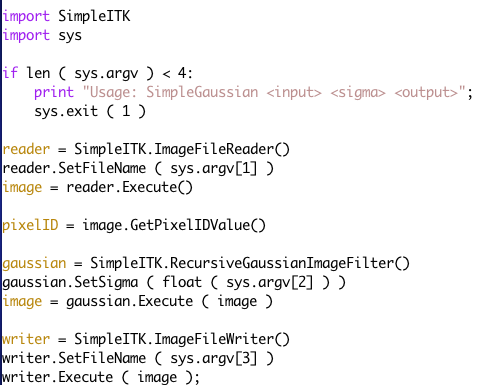 import SimpleITK
import sys
if len ( sys.argv ) < 4:
    print "Usage: SimpleGaussian <input> <sigma> <output>";
    sys.exit ( 1 )
reader = SimpleITK.ImageFileReader()
reader.SetFileName ( sys.argv[1] )
image = reader.Execute()
pixelID = image.GetPixelIDValue()
gaussian = SimpleITK.RecursiveGaussianImageFilter()
gaussian.SetSigma ( float ( sys.argv[2] ) )
image = gaussian.Execute ( image )
writer = SimpleITK.ImageFileWriter()
writer.SetFileName ( sys.argv[3] )
writer.Execute ( image );